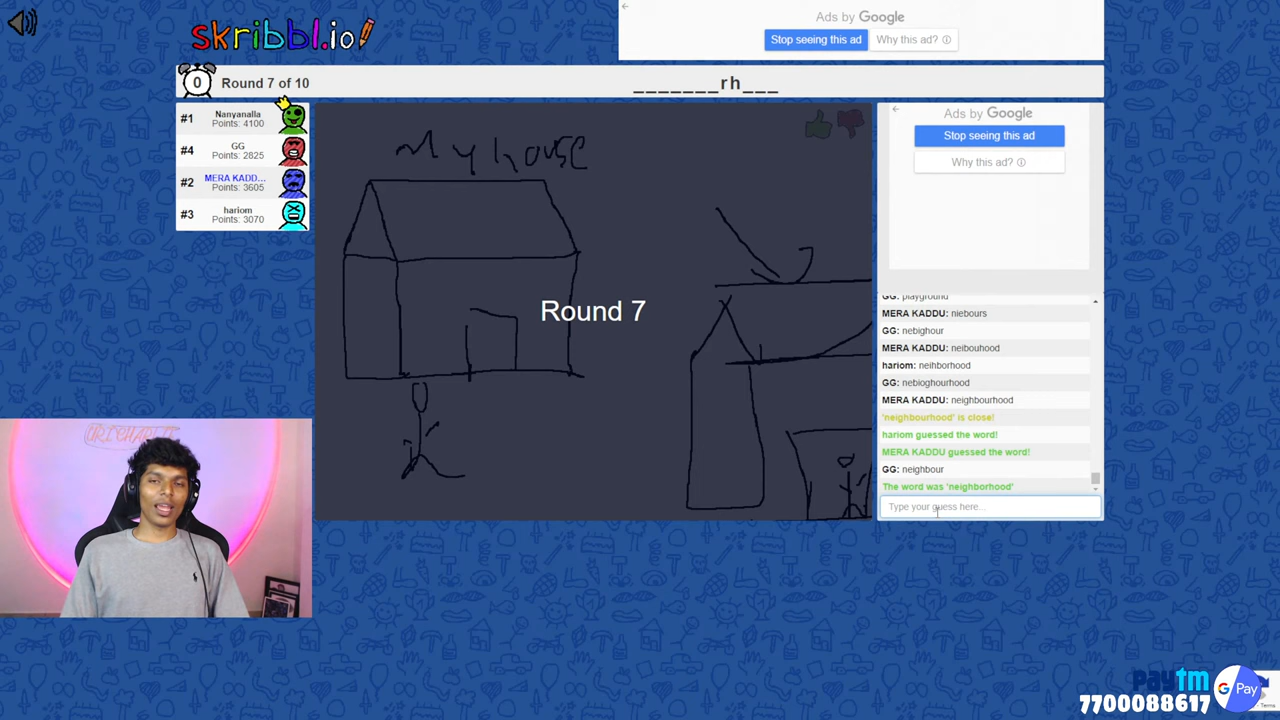 skribbl.io
Ads by Google
Stop seeing this ad
Why this ad?
0
Round 7 of 10
_______rh___
#1
Nanyanalla
Points: 4100
#4
GG
Points: 2825
#2
MERA KADD...
Points: 3605
#3
hariom
Points: 3070
My house
Round 7
Ads by Google
Stop seeing this ad
Why this ad?
GG: playground
MERA KADDU: niebours
GG: nebighour
MERA KADDU: neibouhood
hariom: neihborhood
GG: nebioghourhood
MERA KADDU: neighbourhood
'neighbourhood' is close!
hariom guessed the word!
MERA KADDU guessed the word!
GG: neighbour
The word was 'neighborhood'
Type your guess here...
paytm
7700088617
G Pay
Terms